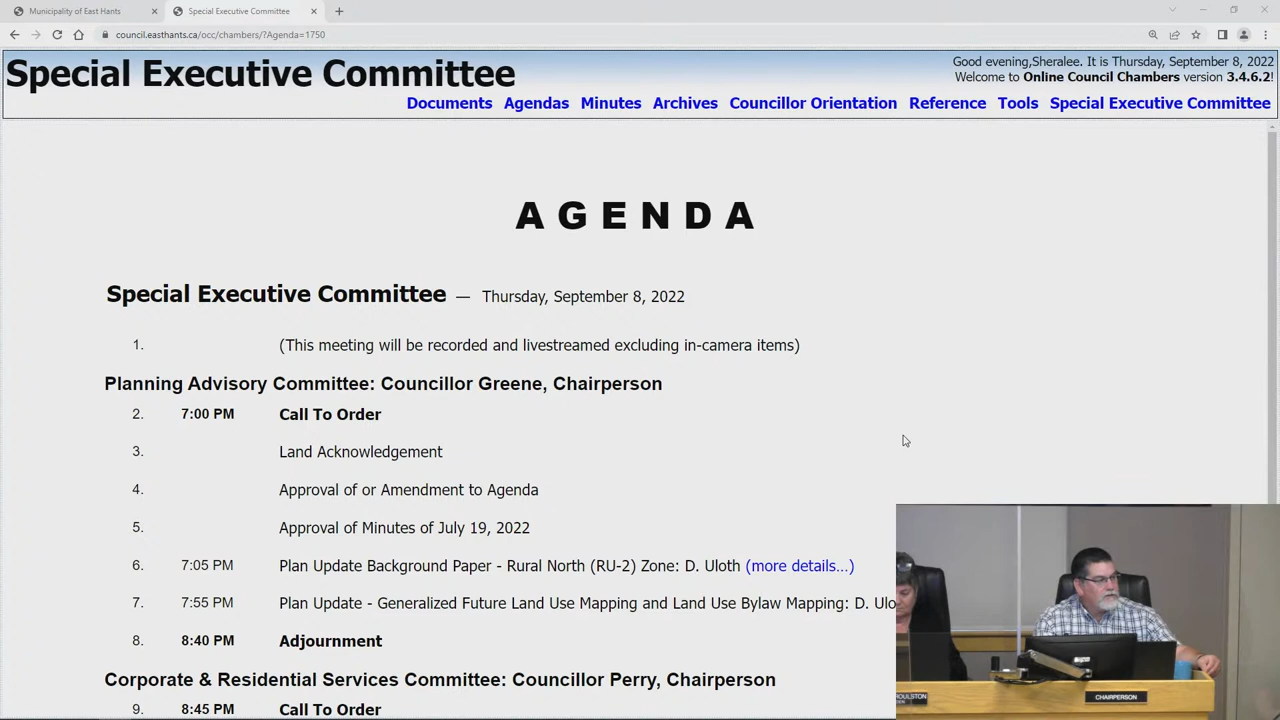 Municipality of East Hants
Special Executive Committee
council.easthants.ca/occ/chambers/?Agenda=1750
Special Executive Committee
Good evening,Sheralee. It is Thursday, September 8, 2022
Welcome to Online Council Chambers version 3.4.6.2!
Documents Agendas Minutes Archives Councillor Orientation Reference Tools Special Executive Committee
AGENDA
Special Executive Committee — Thursday, September 8, 2022
1. (This meeting will be recorded and livestreamed excluding in-camera items)
Planning Advisory Committee: Councillor Greene, Chairperson
2. 7:00 PM Call To Order
3. Land Acknowledgement
4. Approval of or Amendment to Agenda
5. Approval of Minutes of July 19, 2022
6. 7:05 PM Plan Update Background Paper - Rural North (RU-2) Zone: D. Uloth (more details...)
7. 7:55 PM Plan Update - Generalized Future Land Use Mapping and Land Use Bylaw Mapping: D. Ulo
8. 8:40 PM Adjournment
Corporate & Residential Services Committee: Councillor Perry, Chairperson
9. 8:45 PM Call To Order
CHAIRPERSON